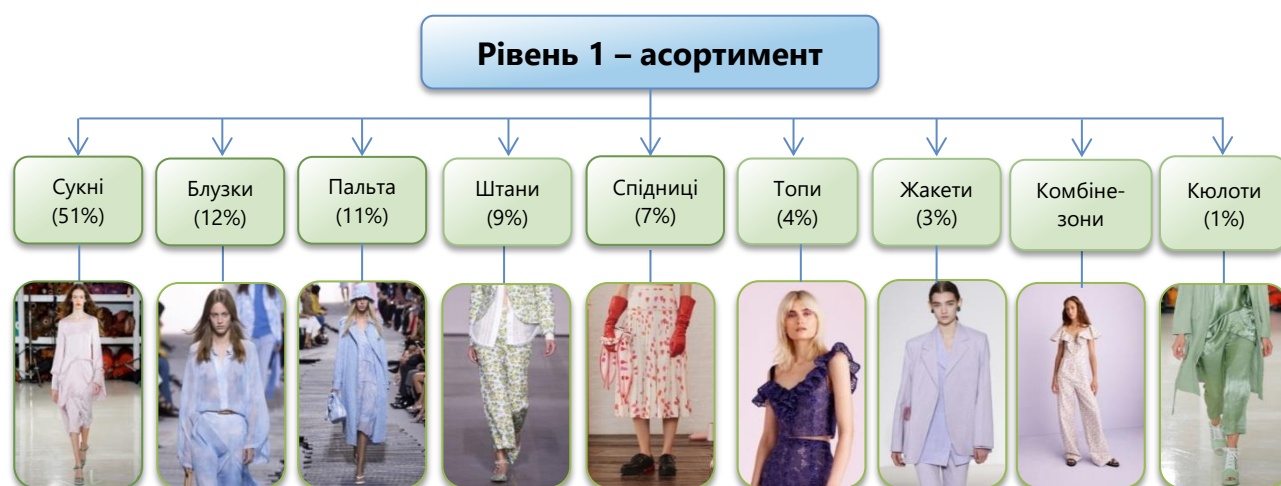 Рівень 1 – асортимент
Сукні
(51%)
Блузки
(12%)
Пальта
(11%)
Штани
(9%)
Спідниці
(7%)
Топи
(4%)
Жакети
(3%)
Комбіне-
зони
Кюлоти
(1%)